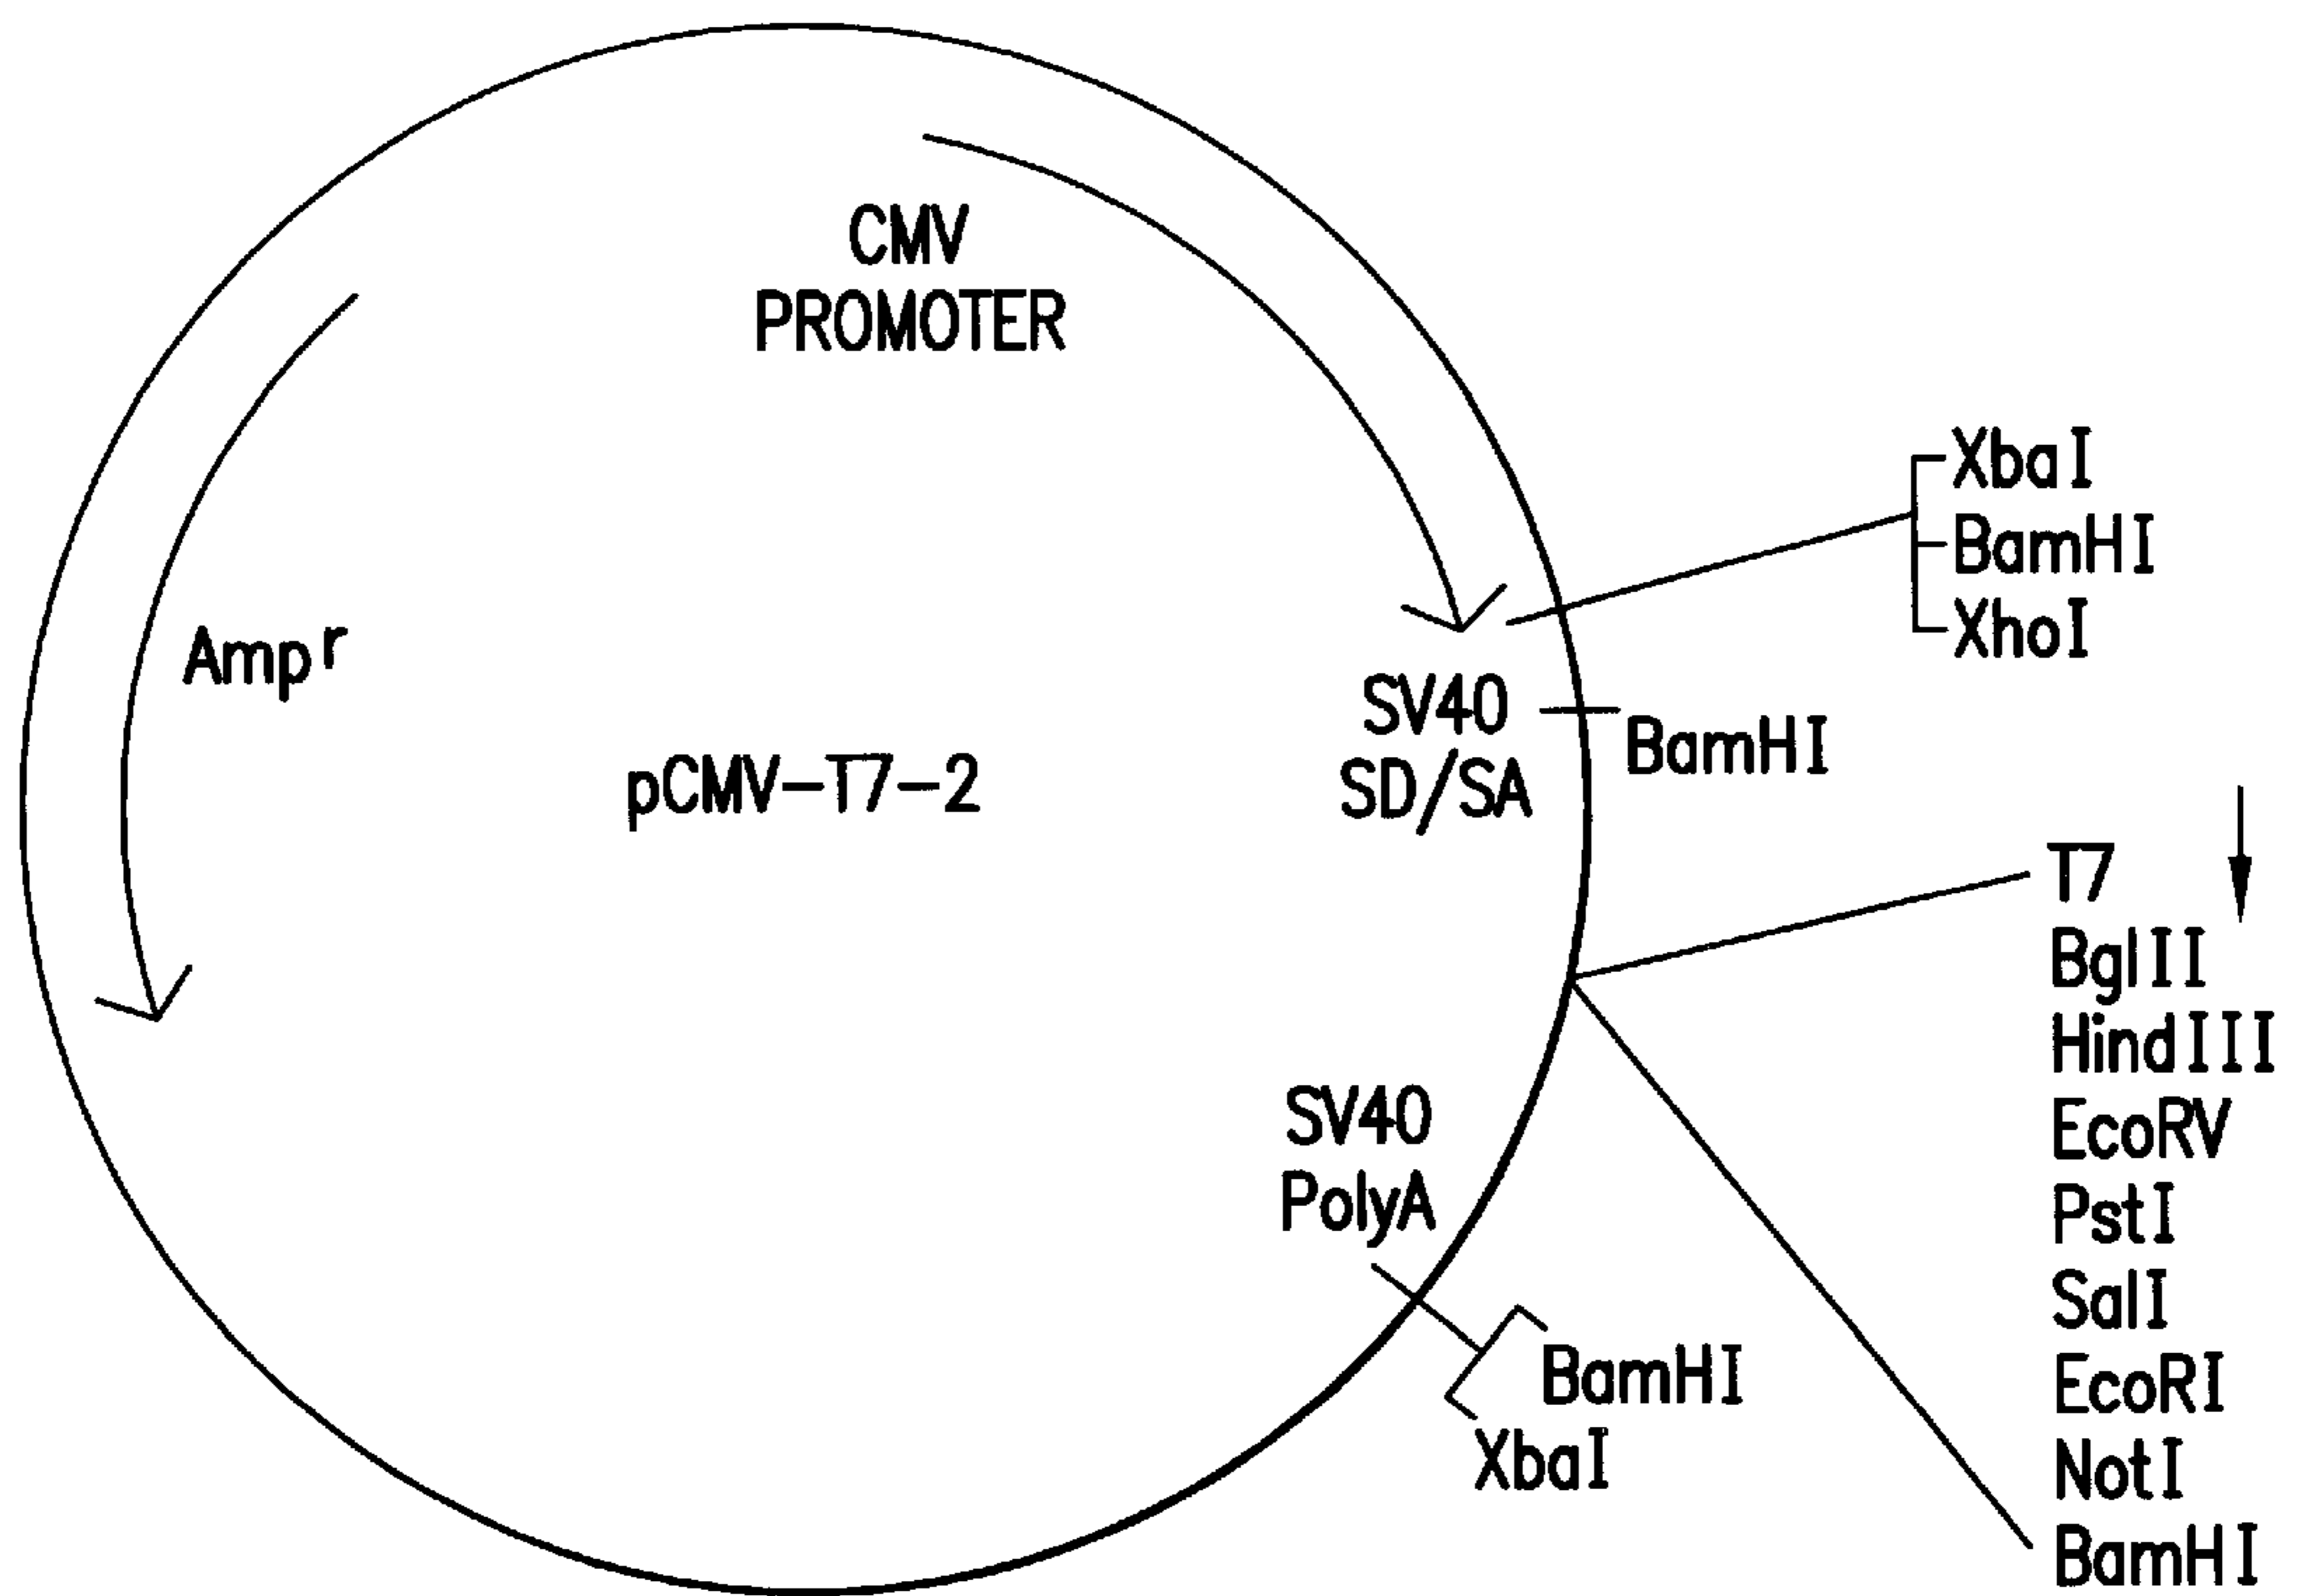 CMV
PROMOTER
XbaI
BamHI
XhoI
Ampʳ
SV40
SD/SA
BamHI
pCMV-T7-2
T7
BglII
HindIII
EcoRV
PstI
SalI
EcoRI
NotI
BamHI
SV40
PolyA
BamHI
XbaI